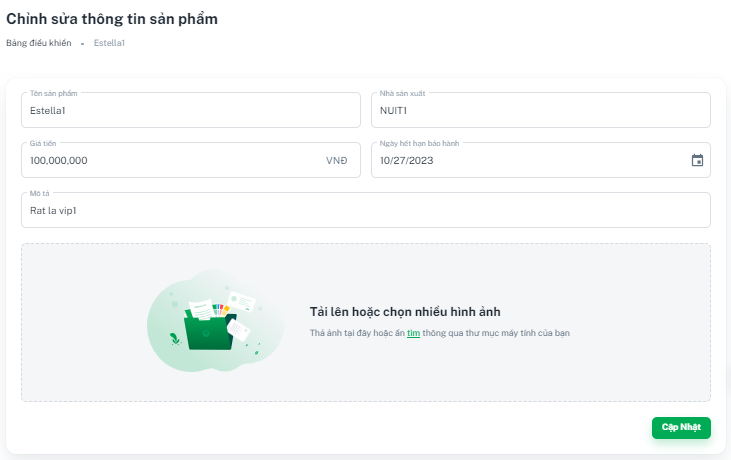 Chỉnh sửa thông tin sản phẩm
Bảng điều khiển • Estella1
Tên sản phẩm
Estella1
Nhà sản xuất
NUIT1
Giá tiền
100,000,000 VNĐ
Ngày hết hạn bảo hành
10/27/2023
Mô tả
Rat la vip1
Tải lên hoặc chọn nhiều hình ảnh
Thả ảnh tại đây hoặc ấn tìm thông qua thư mục máy tính của bạn
Cập Nhật